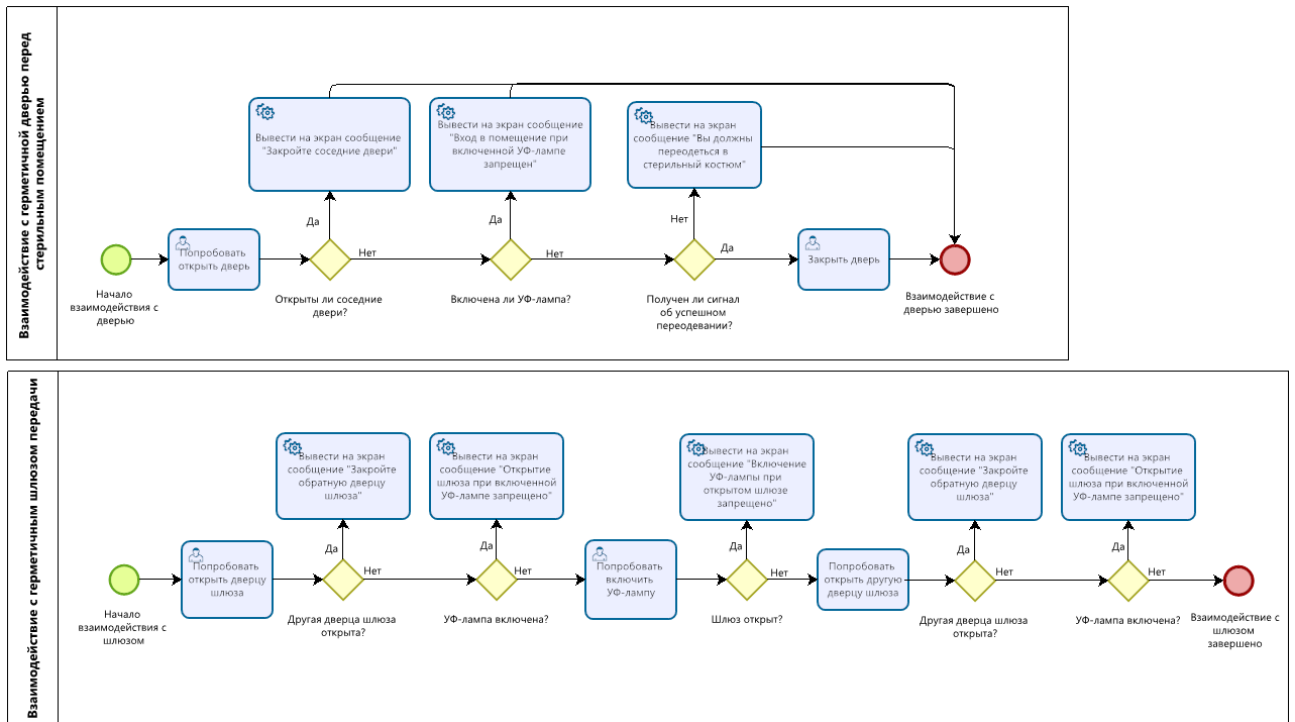 Взаимодействие с герметичной дверью перед
стерильным помещением
Вывести на экран сообщение
"Закройте соседние двери"
Вывести на экран сообщение
"Вход в помещение при
включенной УФ-лампе
запрещен"
Вывести на экран
сообщение "Вы должны
переодеться в
стерильный костюм"
Да
Да
Нет
Попробовать
открыть дверь
Нет
Нет
Да
Закрыть дверь
Начало
взаимодействия с
дверью
Открыты ли соседние
двери?
Включена ли УФ-лампа?
Получен ли сигнал
об успешном
переодевании?
Взаимодействие с
дверью завершено
Взаимодействие с герметичным шлюзом передачи
Вывести на экран
сообщение "Закройте
обратную дверцу
шлюза"
Вывести на экран
сообщение "Открытие
шлюза при включенной
УФ-лампе запрещено"
Вывести на экран
сообщение "Включение
УФ-лампы при
открытом шлюзе
запрещено"
Вывести на экран
сообщение "Закройте
обратную дверцу
шлюза"
Вывести на экран
сообщение "Открытие
шлюза при включенной
УФ-лампе запрещено"
Да
Да
Да
Да
Да
Попробовать
открыть дверцу
шлюза
Нет
Нет
Попробовать
включить
УФ-лампу
Нет
Попробовать
открыть другую
дверцу шлюза
Нет
Нет
Начало
взаимодействия с
шлюзом
Другая дверца шлюза
открыта?
УФ-лампа включена?
Шлюз открыт?
Другая дверца шлюза
открыта?
УФ-лампа включена?
Взаимодействие с
шлюзом
завершено